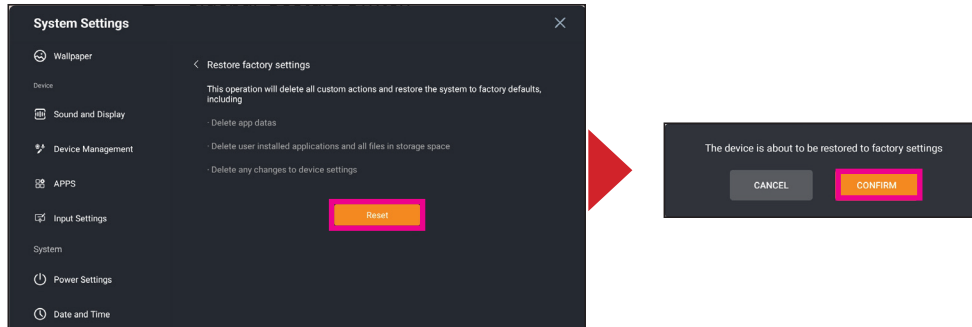 System Settings
Wallpaper
Device
Sound and Display
Device Management
APPS
Input Settings
System
Power Settings
Date and Time
Restore factory settings
This operation will delete all custom actions and restore the system to factory defaults,
including
· Delete app datas
· Delete user installed applications and all files in storage space
· Delete any changes to device settings
Reset
The device is about to be restored to factory settings
CANCEL
CONFIRM